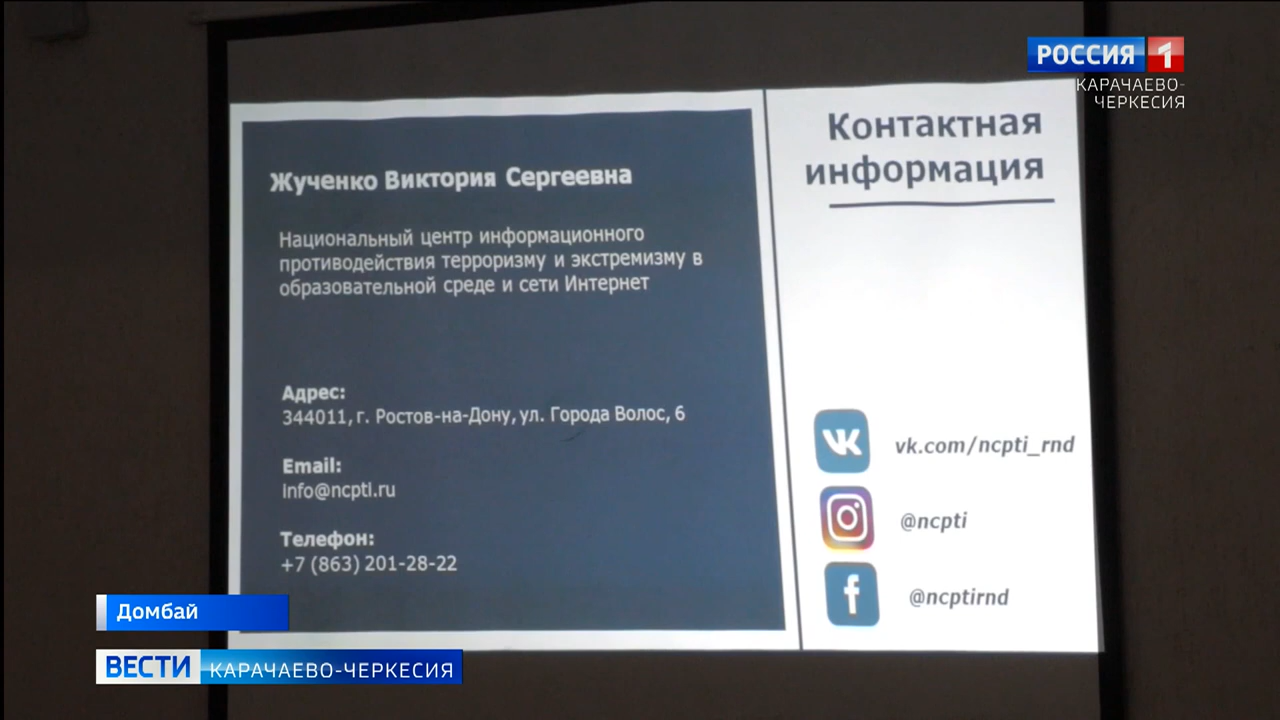 РОССИЯ 1
КАРАЧАЕВО-
ЧЕРКЕСИЯ
Контактная
информация
Жученко Виктория Сергеевна
Национальный центр информационного
противодействия терроризму и экстремизму в
образовательной среде и сети Интернет
Адрес:
344011, г. Ростов-на-Дону, ул. Города Волос, 6
Email:
info@ncpti.ru
Телефон:
+7 (863) 201-28-22
vk.com/ncpti_rnd
@ncpti
@ncptirnd
Домбай
ВЕСТИ КАРАЧАЕВО-ЧЕРКЕСИЯ